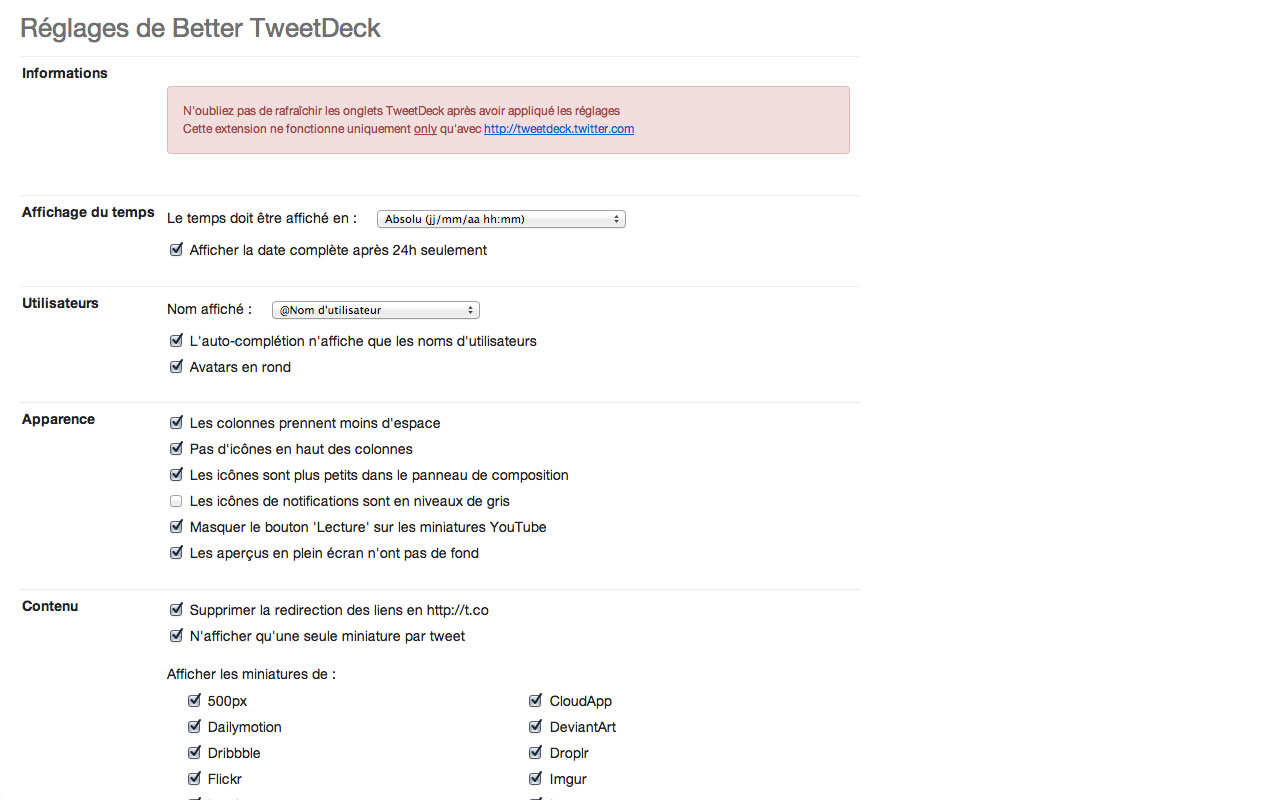 Réglages de Better TweetDeck
Informations
N'oubliez pas de rafraîchir les onglets TweetDeck après avoir appliqué les réglages
Cette extension ne fonctionne uniquement only qu'avec http://tweetdeck.twitter.com
Affichage du temps
Le temps doit être affiché en :
Absolu (jj/mm/aa hh:mm)
Afficher la date complète après 24h seulement
Utilisateurs
Nom affiché :
@Nom d'utilisateur
L'auto-complétion n'affiche que les noms d'utilisateurs
Avatars en rond
Apparence
Les colonnes prennent moins d'espace
Pas d'icônes en haut des colonnes
Les icônes sont plus petits dans le panneau de composition
Les icônes de notifications sont en niveaux de gris
Masquer le bouton 'Lecture' sur les miniatures YouTube
Les aperçus en plein écran n'ont pas de fond
Contenu
Supprimer la redirection des liens en http://t.co
N'afficher qu'une seule miniature par tweet
Afficher les miniatures de :
500px
CloudApp
Dailymotion
DeviantArt
Dribbble
Droplr
Flickr
Imgur